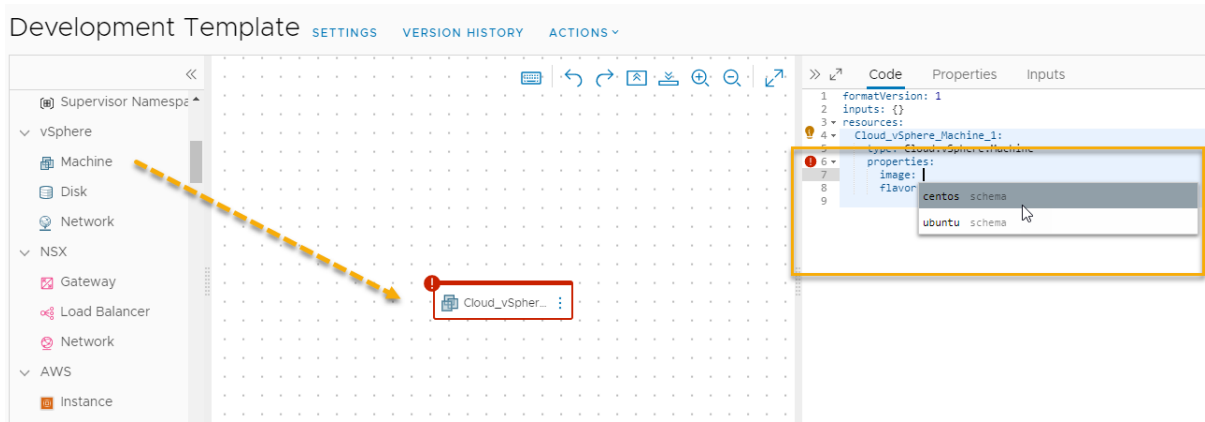 Development Template SETTINGS VERSION HISTORY ACTIONS
Supervisor Namespa
vSphere
Machine
Disk
Network
NSX
Gateway
Load Balancer
Network
AWS
Instance
Cloud_vSpher...
Code Properties Inputs
1 formatVersion: 1
2 inputs: {}
3 resources:
4 Cloud_vSphere_Machine_1:
5 type: Cloud.vSphere.Machine
6 properties:
7 image:
8 flavor
9
centos schema
ubuntu schema